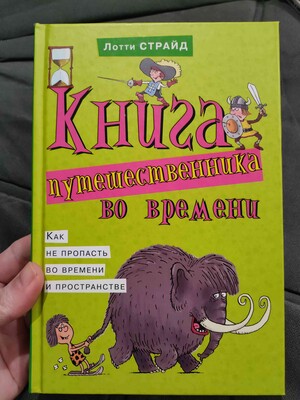 Лотти СТРАЙД
Книга
путешественника
во времени
Как
не пропасть
во времени
и пространстве